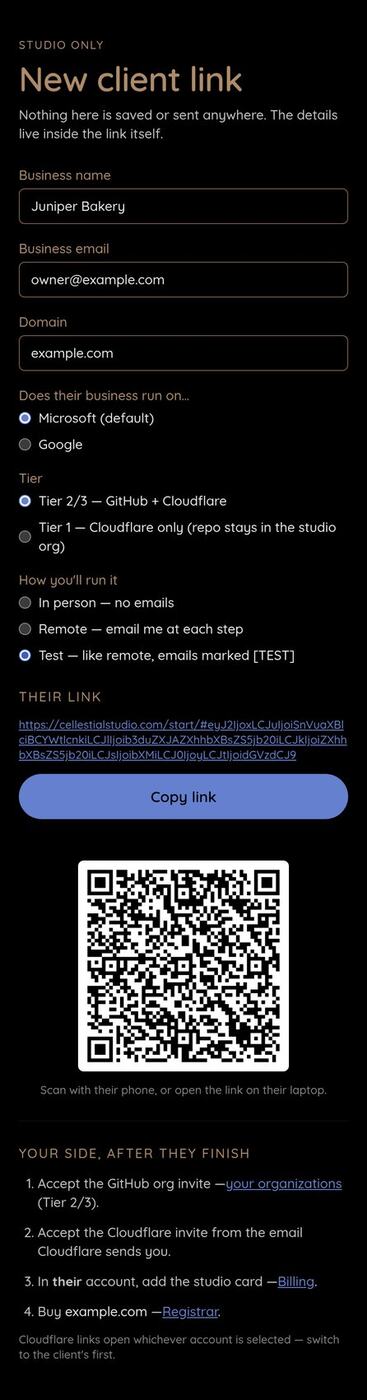 STUDIO ONLY
New client link
Nothing here is saved or sent anywhere. The details
live inside the link itself.
Business name
Juniper Bakery
Business email
owner@example.com
Domain
example.com
Does their business run on...
Microsoft (default)
Google
Tier
Tier 2/3 — GitHub + Cloudflare
Tier 1 — Cloudflare only (repo stays in the studio
org)
How you'll run it
In person — no emails
Remote — email me at each step
Test — like remote, emails marked [TEST]
THEIR LINK
https://cellestialstudio.com/start/#eyJ2IjoxLCJuIjoiSnVuaXBl
ciBCYWtlcnkiLCJlIjoib3duZXJAZXhhbXBsZS5jb20iLCJkIjoiZXhh
bXBsZS5jb20iLCJsIjoibXMiLCJ0IjoyLCJtIjoidGVzdCJ9
Copy link
Scan with their phone, or open the link on their laptop.
YOUR SIDE, AFTER THEY FINISH
1. Accept the GitHub org invite —your organizations
(Tier 2/3).
2. Accept the Cloudflare invite from the email
Cloudflare sends you.
3. In their account, add the studio card —Billing.
4. Buy example.com —Registrar.
Cloudflare links open whichever account is selected — switch
to the client's first.